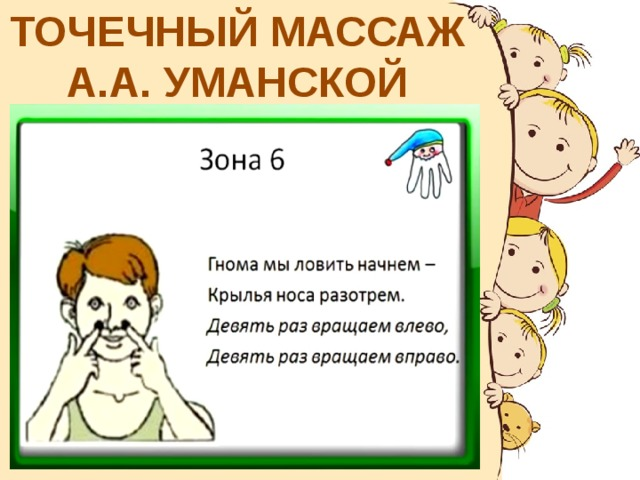 ТОЧЕЧНЫЙ МАССАЖ
А.А. УМАНСКОЙ
Зона 6
Гнома мы ловить начнем –
Крылья носа разотрем.
Девять раз вращаем влево,
Девять раз вращаем вправо.